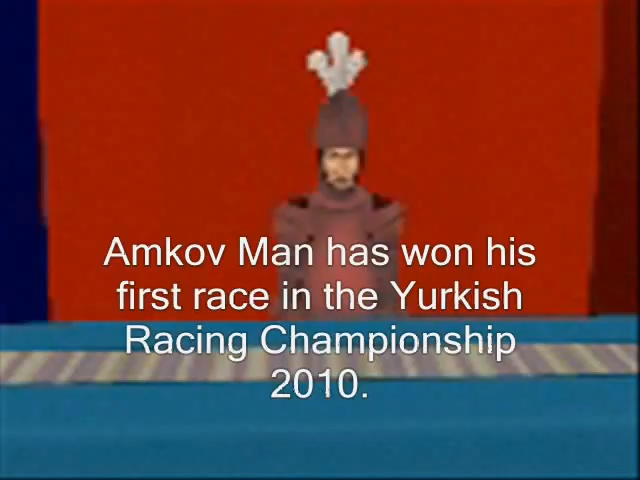 Amkov Man has won his
first race in the Yurkish
Racing Championship
2010.